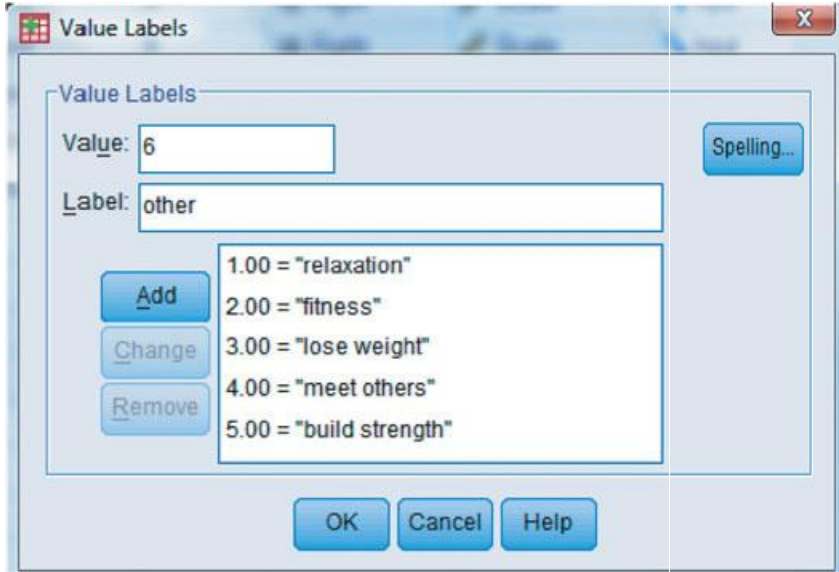 Value Labels
Value Labels
Value: 6
Spelling...
Label: other
Add
Change
Remove
1.00 = "relaxation"
2.00 = "fitness"
3.00 = "lose weight"
4.00 = "meet others"
5.00 = "build strength"
OK
Cancel
Help